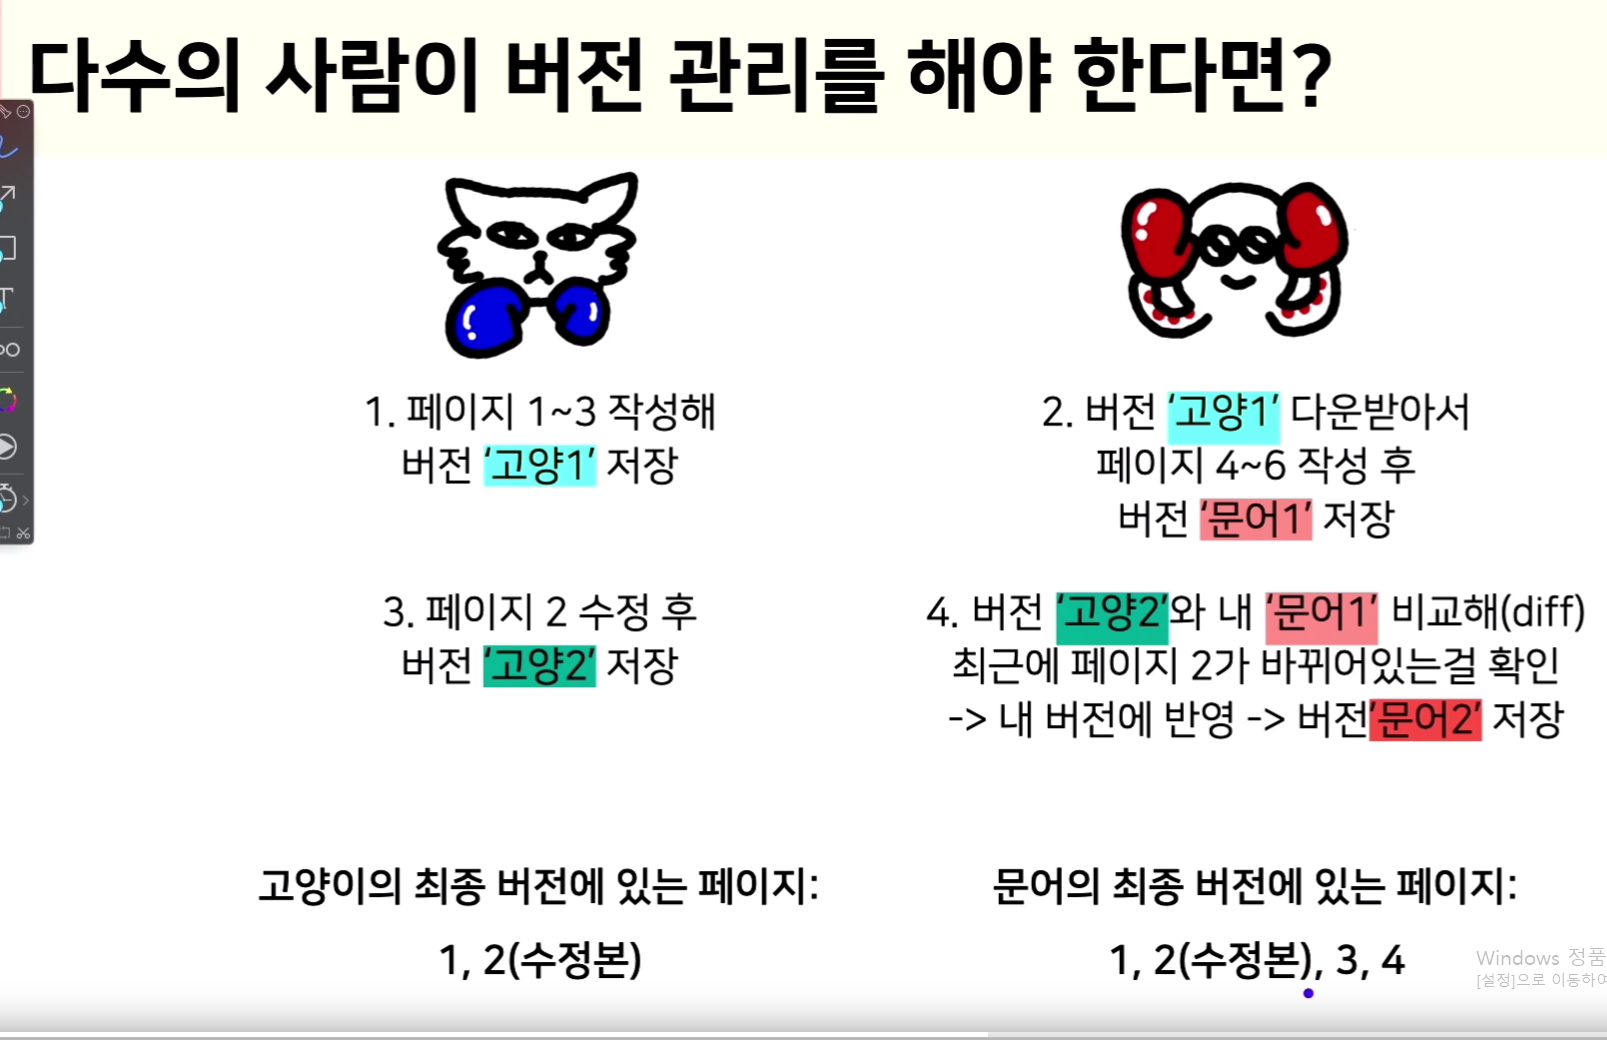 다수의 사람이 버전 관리를 해야 한다면?
1. 페이지 1~3 작성해
버전 ‘고양1’ 저장
2. 버전 ‘고양1’ 다운받아서
페이지 4~6 작성 후
버전 ‘문어1’ 저장
3. 페이지 2 수정 후
버전 ‘고양2’ 저장
4. 버전 ‘고양2’와 내 ‘문어1’ 비교해(diff)
최근에 페이지 2가 바뀌어있는걸 확인
-> 내 버전에 반영 -> 버전’문어2’ 저장
고양이의 최종 버전에 있는 페이지:
1, 2(수정본)
문어의 최종 버전에 있는 페이지:
1, 2(수정본), 3, 4
Windows 정품
[설정]으로 이동하여